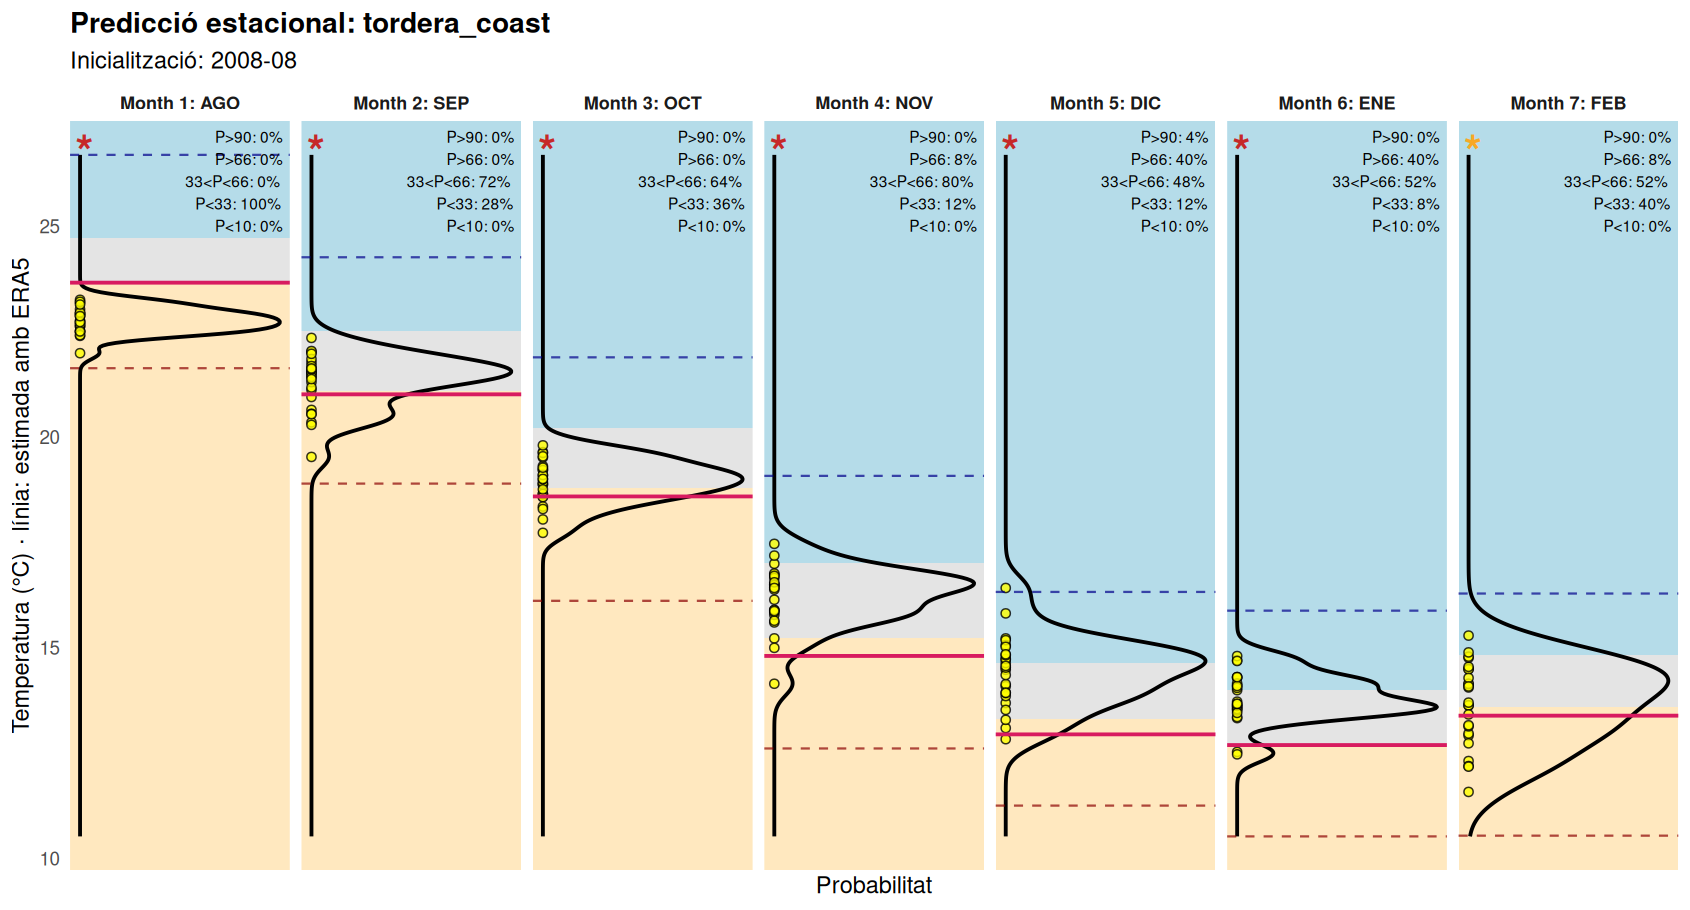 Predicció estacional: tordera_coast
Inicialització: 2008-08
Month 1: AGO
Month 2: SEP
Month 3: OCT
Month 4: NOV
Month 5: DIC
Month 6: ENE
Month 7: FEB
*
P>90: 0%
P>66: 0%
33<P<66: 0%
P<33: 100%
P<10: 0%
*
P>90: 0%
P>66: 0%
33<P<66: 72%
P<33: 28%
P<10: 0%
*
P>90: 0%
P>66: 0%
33<P<66: 64%
P<33: 36%
P<10: 0%
*
P>90: 0%
P>66: 8%
33<P<66: 80%
P<33: 12%
P<10: 0%
*
P>90: 4%
P>66: 40%
33<P<66: 48%
P<33: 12%
P<10: 0%
*
P>90: 0%
P>66: 40%
33<P<66: 52%
P<33: 8%
P<10: 0%
*
P>90: 0%
P>66: 8%
33<P<66: 52%
P<33: 40%
P<10: 0%
25
20
15
10
Temperatura (°C) · línia: estimada amb ERA5
Probabilitat